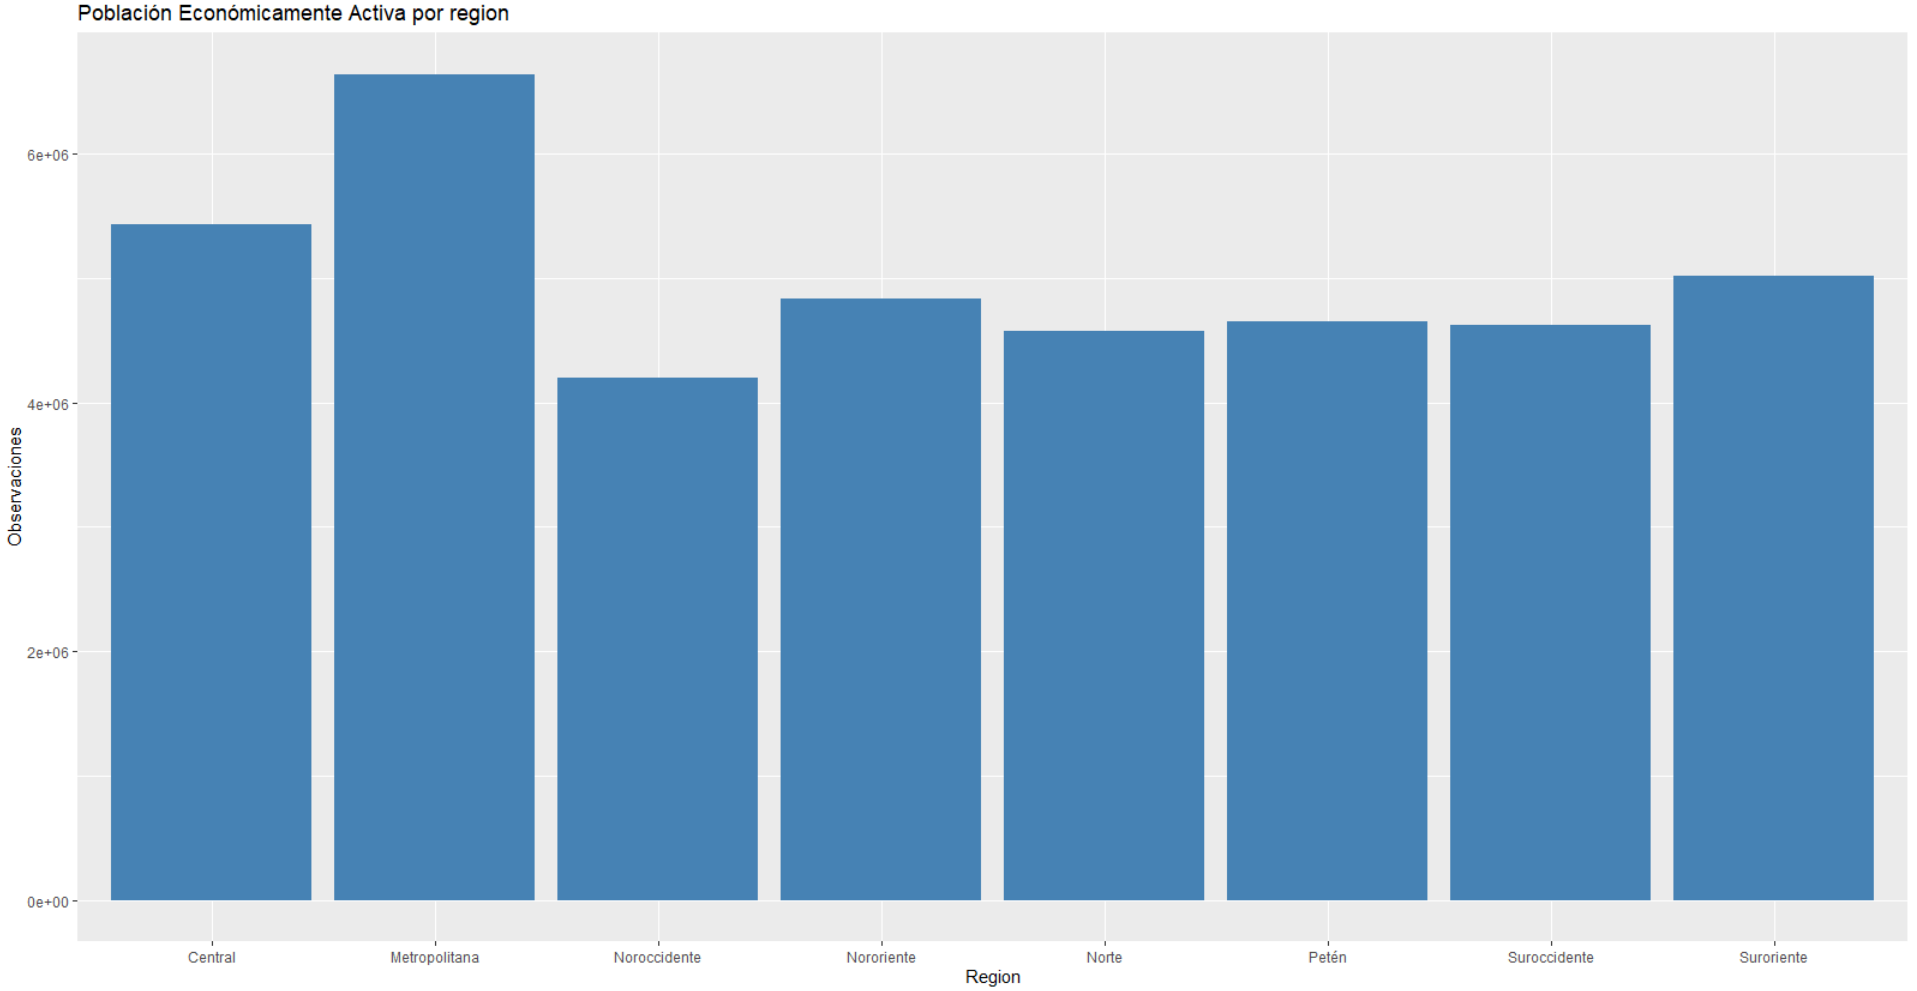 Población Económicamente Activa por region
6e+06
4e+06
2e+06
0e+00
Observaciones
Central Metropolitana Noroccidente Nororiente Norte Petén Suroccidente Suroriente
Region